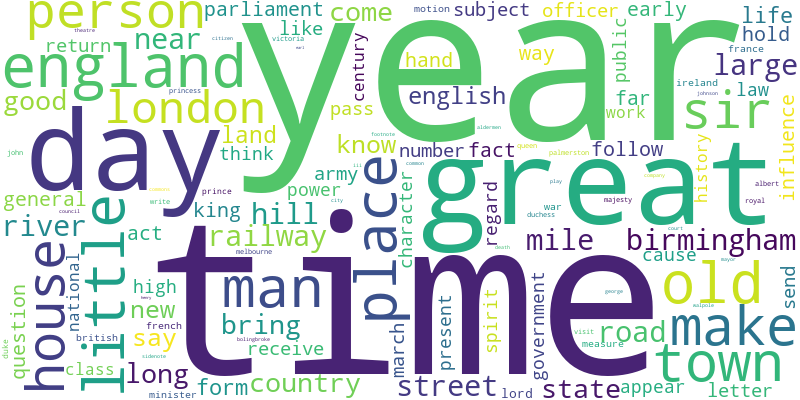 person parliament come motion subject officer early life
return near like theatre citizen victoria earl way public france hold
england century hand ireland large
good london princess pass english far law johnson
day year work sir
land know number fact follow
john think army footnote alderman queen palmerston history influence
general power common iii company albert
prince write king hill place character great regard play majesty royal
river council act city war duchess court
little railway mile birmingham
house national melbourne death cause mayor
high man old send
question new henry time george walpole
french bring march present spirit government visit road make
british say bolingbroke measure
duke sidenote receive town
class long form country street state appear letter
minister lord